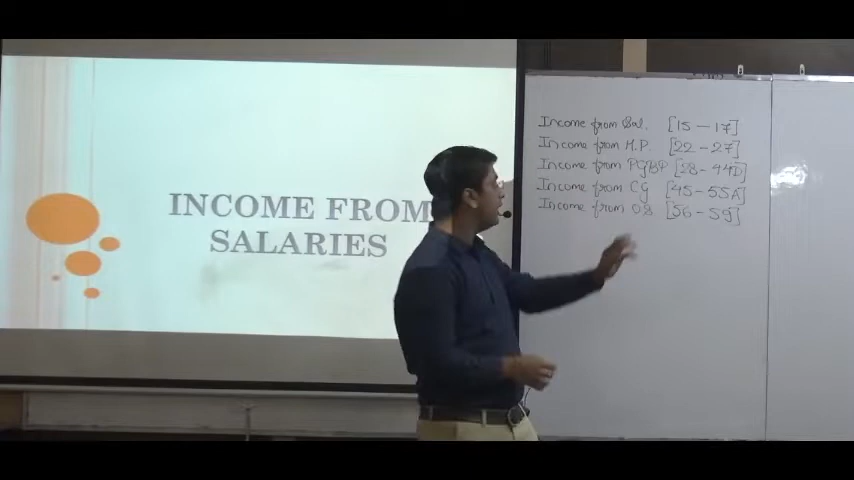 INCOME FROM
SALARIES
Income from Sal. [15 - 17]
Income from H.P. [22 - 27]
Income from PGBP [28 - 44D]
Income from CG [45 - 55A]
Income from OS [56 - 59]